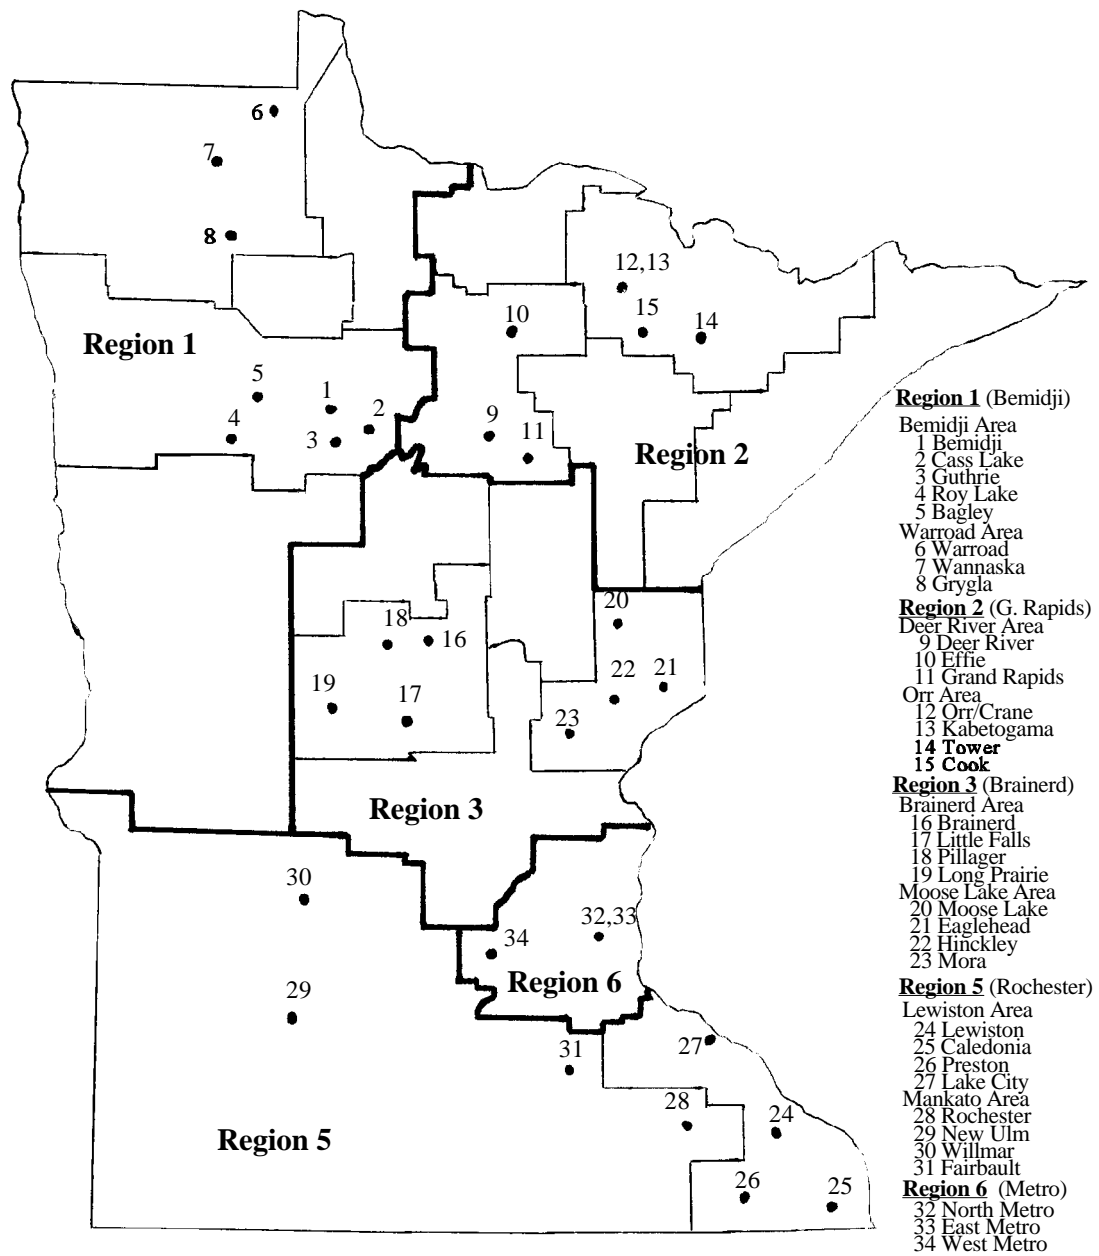 6
7
8
12,13
15
14
10
Region 1
5
1
2
4
3
9
11
Region 2
20
18
16
22
21
19
17
23
Region 3
30
32,33
34
Region 6
29
27
31
28
24
Region 5
26
25
Region 1 (Bemidji)
Bemidji Area
1 Bemidji
2 Cass Lake
3 Guthrie
4 Roy Lake
5 Bagley
Warroad Area
6 Warroad
7 Wannaska
8 Grygla
Region 2 (G. Rapids)
Deer River Area
9 Deer River
10 Effie
11 Grand Rapids
Orr Area
12 Orr/Crane
13 Kabetogama
14 Tower
15 Cook
Region 3 (Brainerd)
Brainerd Area
16 Brainerd
17 Little Falls
18 Pillager
19 Long Prairie
Moose Lake Area
20 Moose Lake
21 Eaglehead
22 Hinckley
23 Mora
Region 5 (Rochester)
Lewiston Area
24 Lewiston
25 Caledonia
26 Preston
27 Lake City
Mankato Area
28 Rochester
29 New Ulm
30 Willmar
31 Fairbault
Region 6 (Metro)
32 North Metro
33 East Metro
34 West Metro